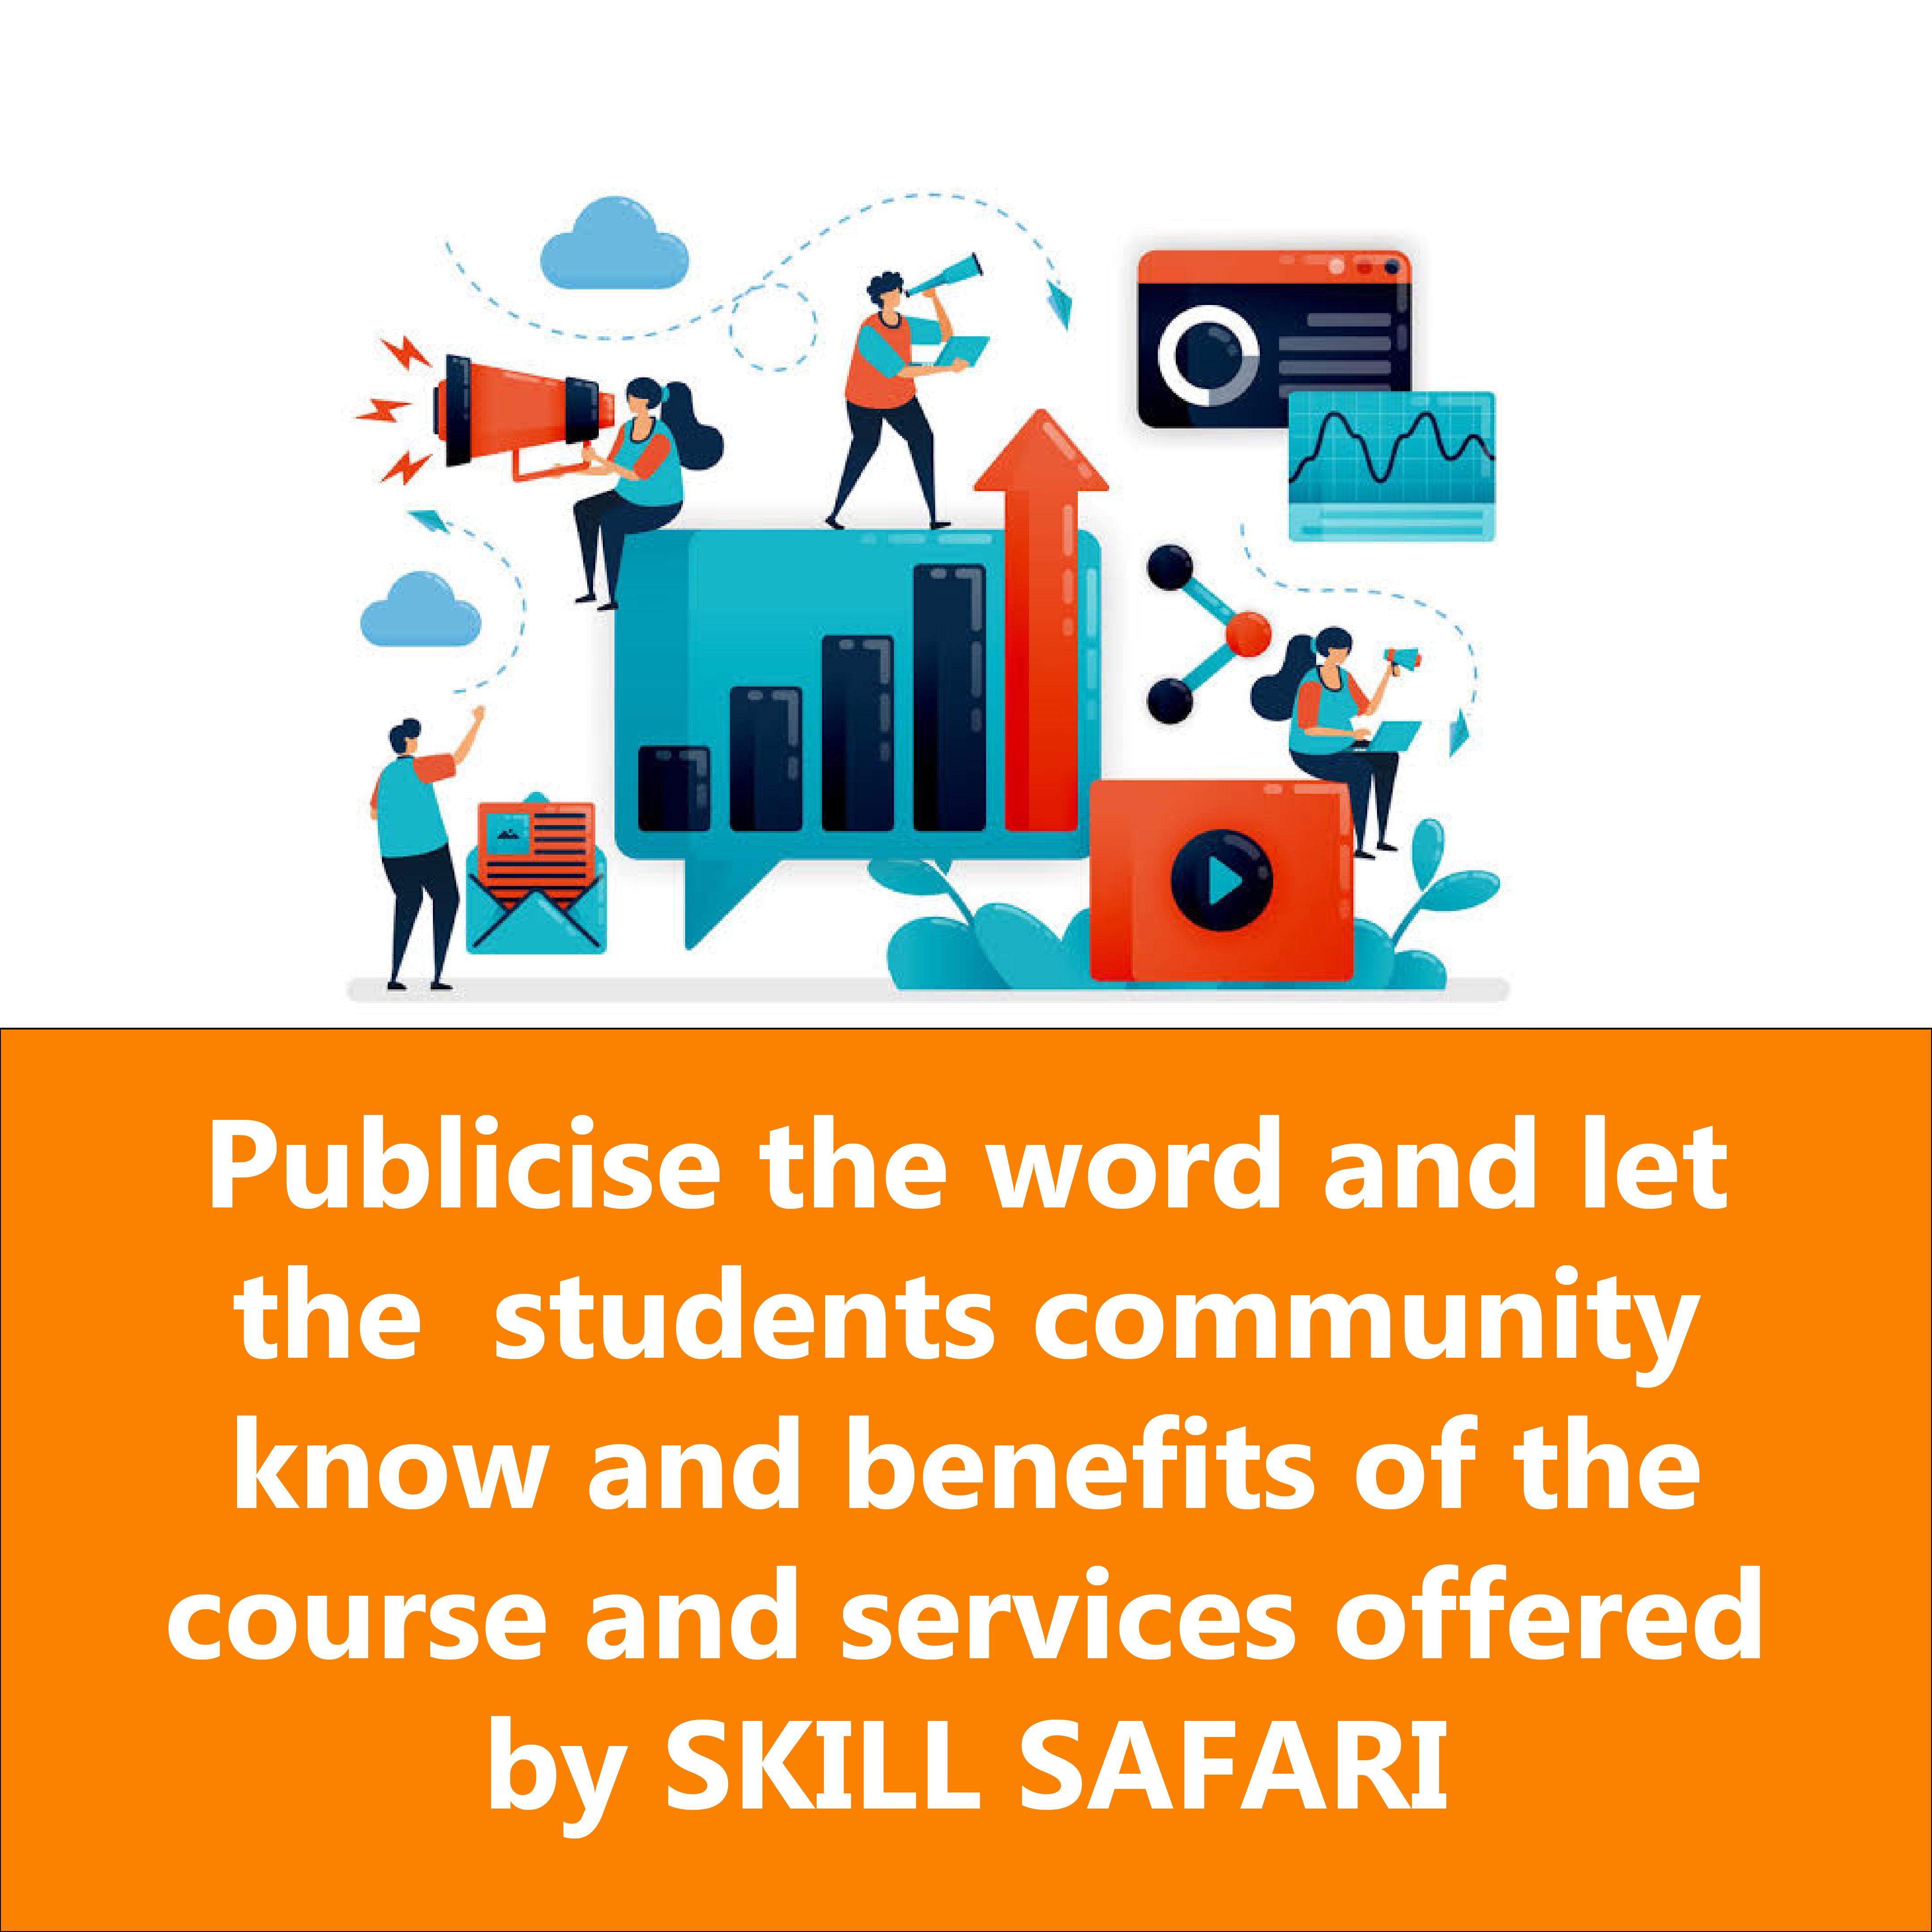 Publicise the word and let
the  students community
know and benefits of the
course and services offered
by SKILL SAFARI